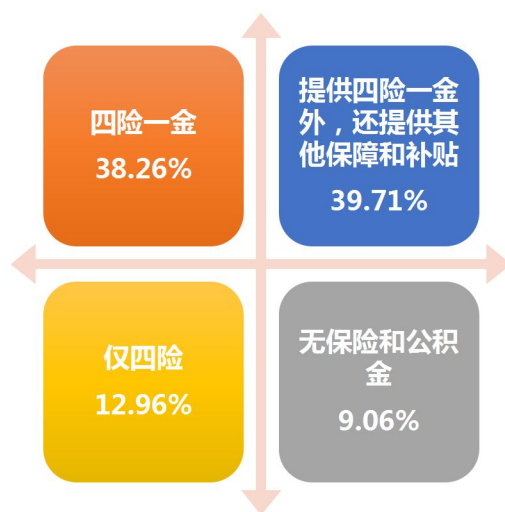 四险一金
38.26%
提供四险一金
外，还提供其
他保障和补贴
39.71%
仅四险
12.96%
无保险和公积
金
9.06%